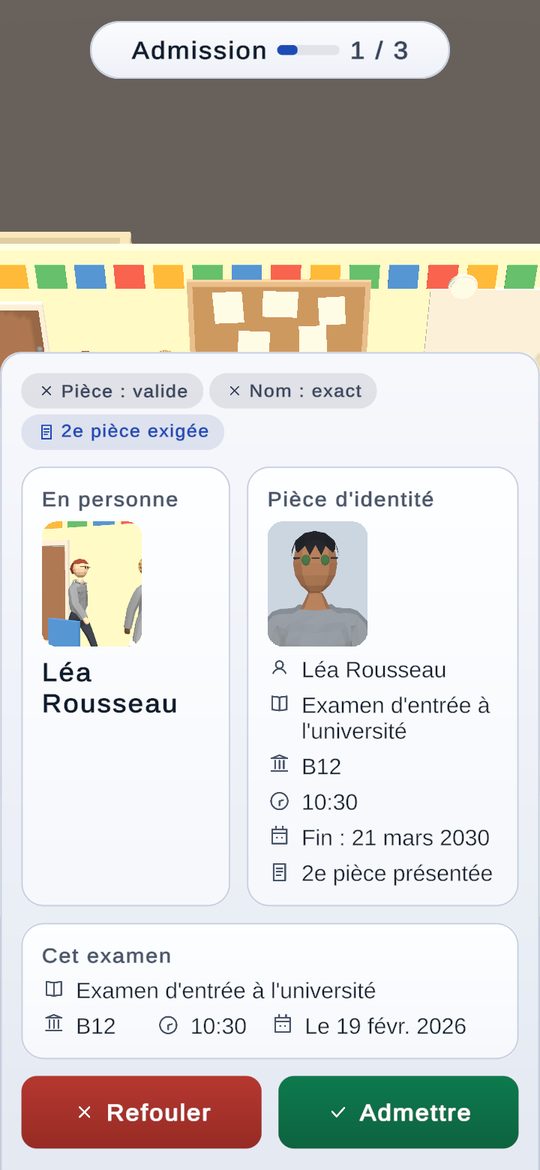 Admission 1 / 3
Pièce : valide
Nom : exact
2e pièce exigée
En personne
Léa
Rousseau
Pièce d'identité
Léa Rousseau
Examen d'entrée à
l'université
B12
10:30
Fin : 21 mars 2030
2e pièce présentée
Cet examen
Examen d'entrée à l'université
B12 10:30 Le 19 févr. 2026
Refouler
Admettre